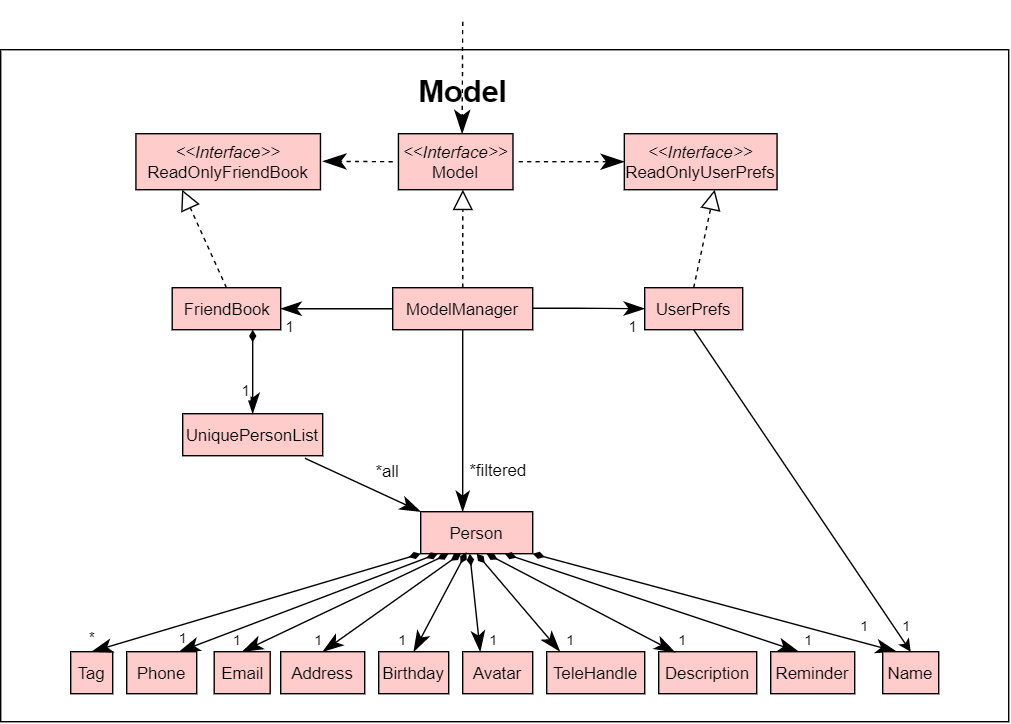 Model
<<Interface>>
ReadOnlyFriendBook
<<Interface>>
Model
<<Interface>>
ReadOnlyUserPrefs
FriendBook
ModelManager
UserPrefs
1
1
1
UniquePersonList
*all
*filtered
Person
*
1
1
1
1
1
1
1
1
1
1
Tag
Phone
Email
Address
Birthday
Avatar
TeleHandle
Description
Reminder
Name